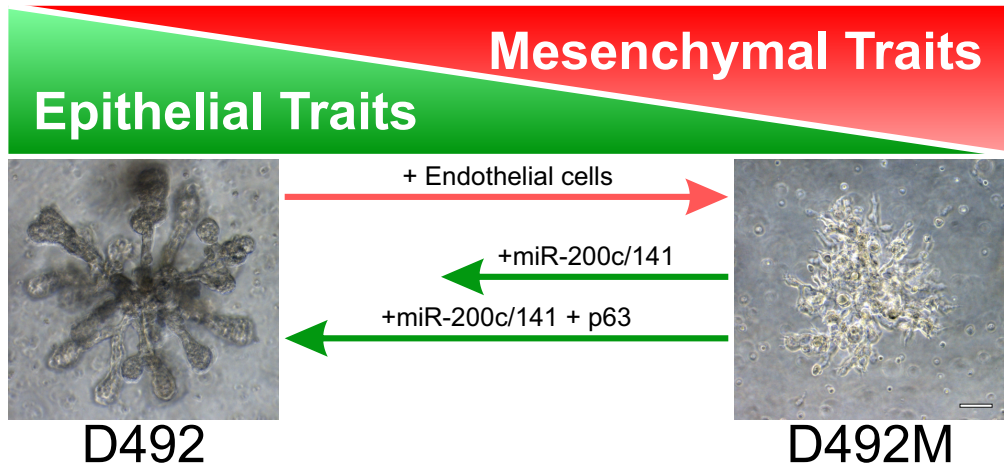 Mesenchymal Traits
Epithelial Traits
+ Endothelial cells
+miR-200c/141
+miR-200c/141 + p63
D492
D492M